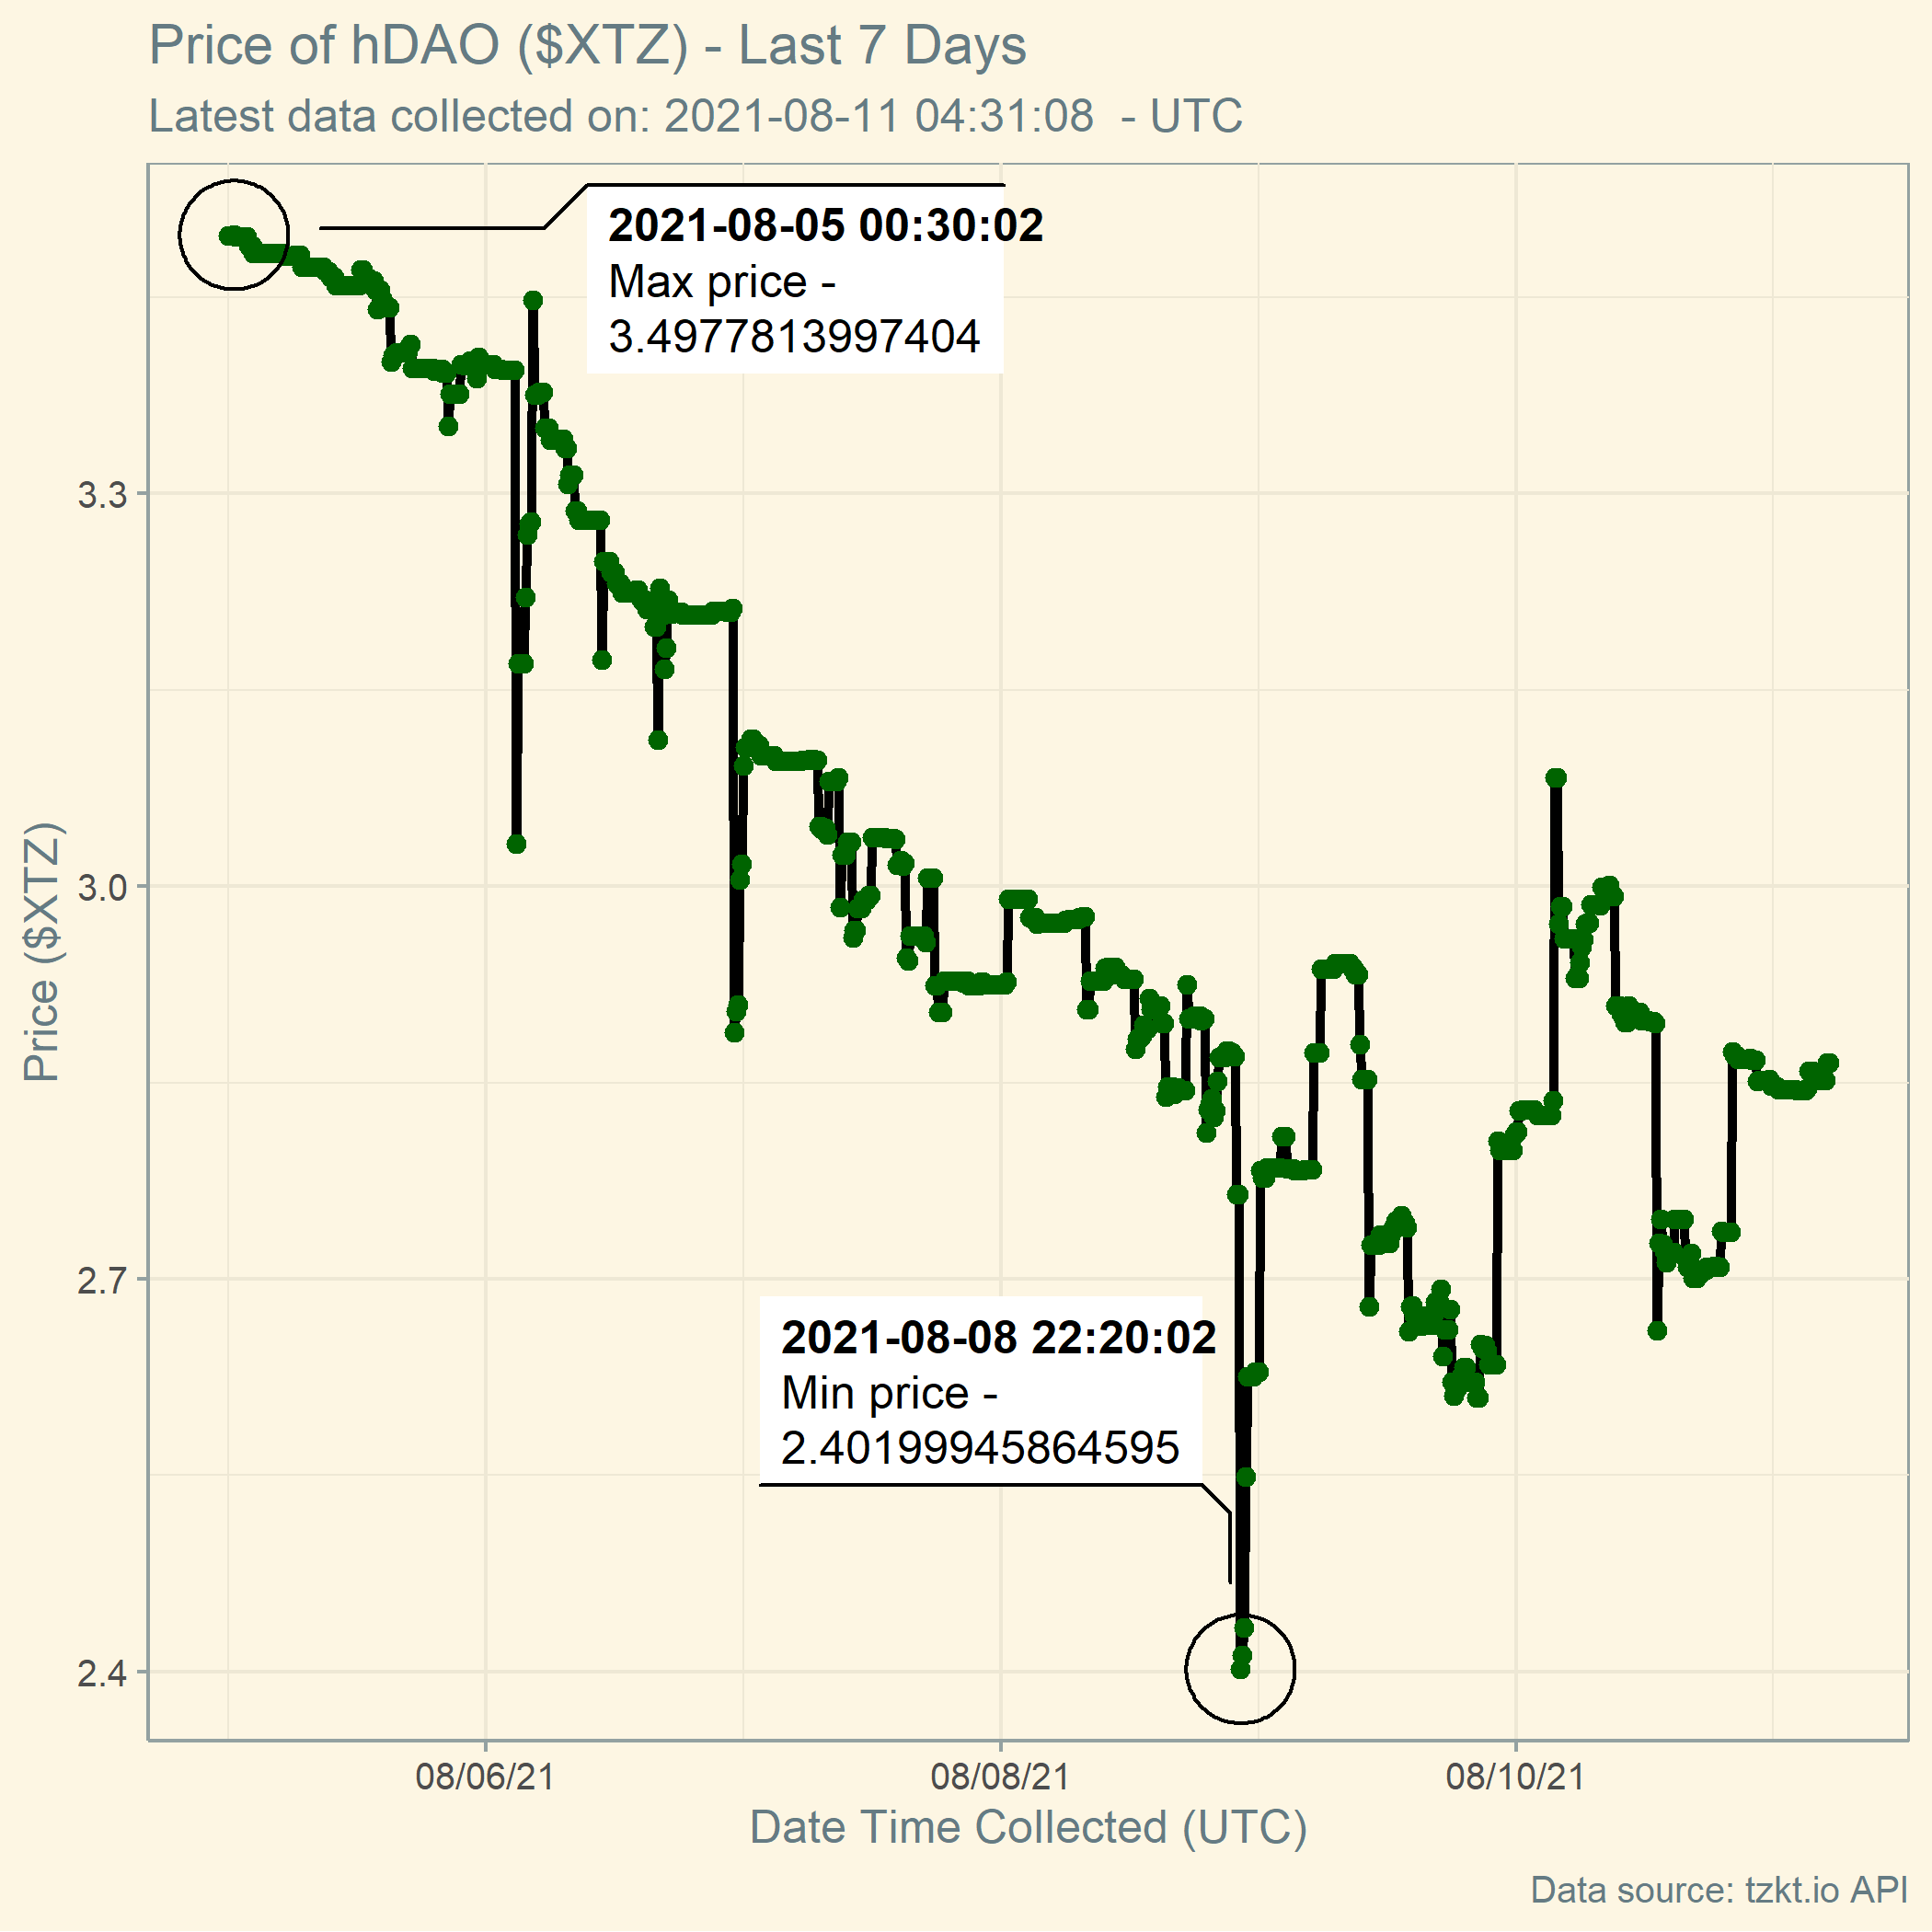 Price of hDAO ($XTZ) - Last 7 Days
Latest data collected on: 2021-08-11 04:31:08  - UTC
2021-08-05 00:30:02
Max price -
3.4977813997404
3.3
3.0
2.7
2.4
Price ($XTZ)
2021-08-08 22:20:02
Min price -
2.40199945864595
08/06/21
08/08/21
08/10/21
Date Time Collected (UTC)
Data source: tzkt.io API